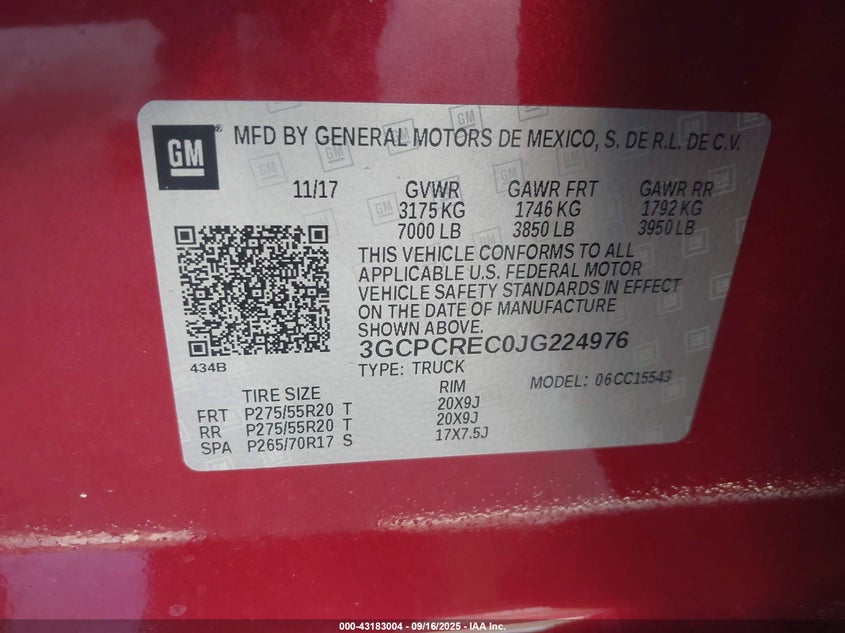 GM
MFD BY GENERAL MOTORS DE MEXICO, S. DE R.L. DE C.V.
11/17 GVWR GAWR FRT GAWR RR
3175 KG 1746 KG 1792 KG
7000 LB 3850 LB 3950 LB
THIS VEHICLE CONFORMS TO ALL
APPLICABLE U.S. FEDERAL MOTOR
VEHICLE SAFETY STANDARDS IN EFFECT
ON THE DATE OF MANUFACTURE
SHOWN ABOVE.
434B
3GCPCREC0JG224976
TYPE: TRUCK
MODEL: 06CC15543
TIRE SIZE RIM
FRT P275/55R20 T 20X9J
RR P275/55R20 T 20X9J
SPA P265/70R17 S 17X7.5J
000-43183004 - 09/16/2025 - IAA Inc.